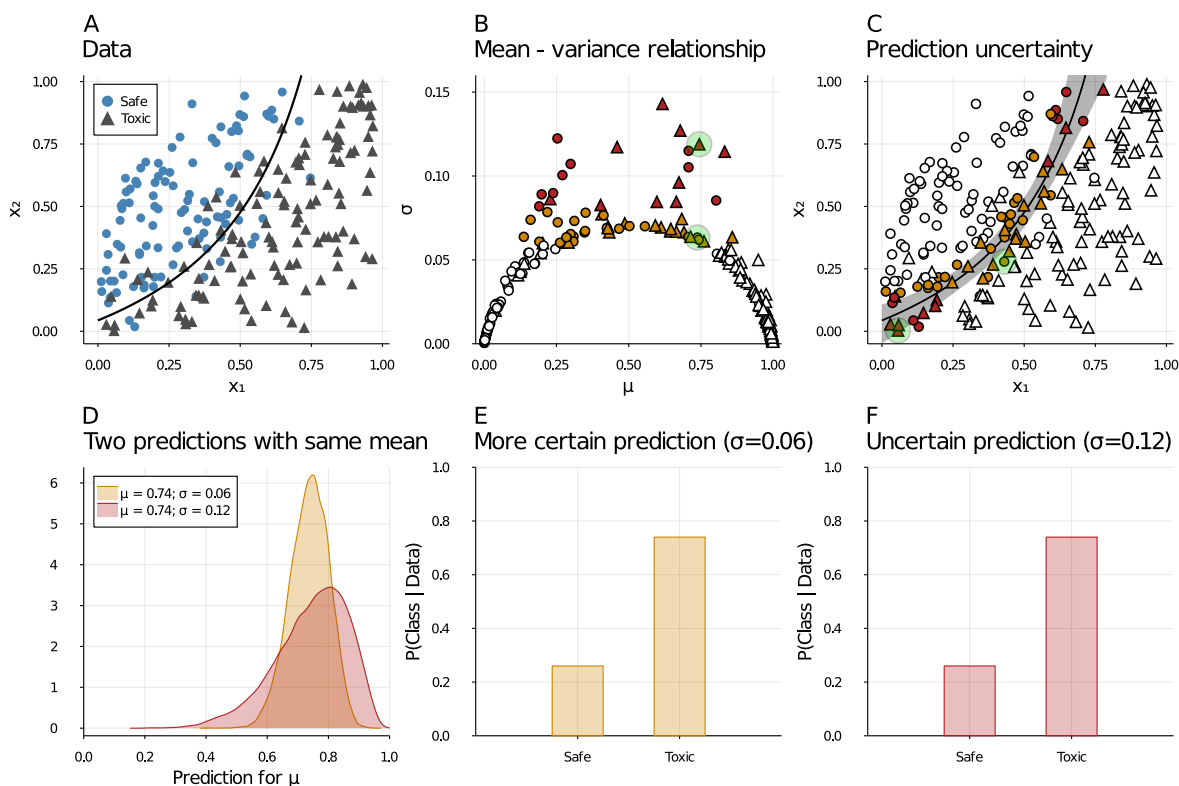 A
Data
x₂
1.00
0.75
0.50
0.25
0.00
Safe
Toxic
0.00 0.25 0.50 0.75 1.00
x₁
B
Mean - variance relationship
σ
0.15
0.10
0.05
0.00
0.00 0.25 0.50 0.75 1.00
μ
C
Prediction uncertainty
x₂
1.00
0.75
0.50
0.25
0.00
0.00 0.25 0.50 0.75 1.00
x₁
D
Two predictions with same mean
6
5
4
3
2
1
0
μ = 0.74; σ = 0.06
μ = 0.74; σ = 0.12
0.0 0.2 0.4 0.6 0.8 1.0
Prediction for μ
E
More certain prediction (σ=0.06)
P(Class | Data)
1.0
0.8
0.6
0.4
0.2
0.0
Safe Toxic
F
Uncertain prediction (σ=0.12)
P(Class | Data)
1.0
0.8
0.6
0.4
0.2
0.0
Safe Toxic